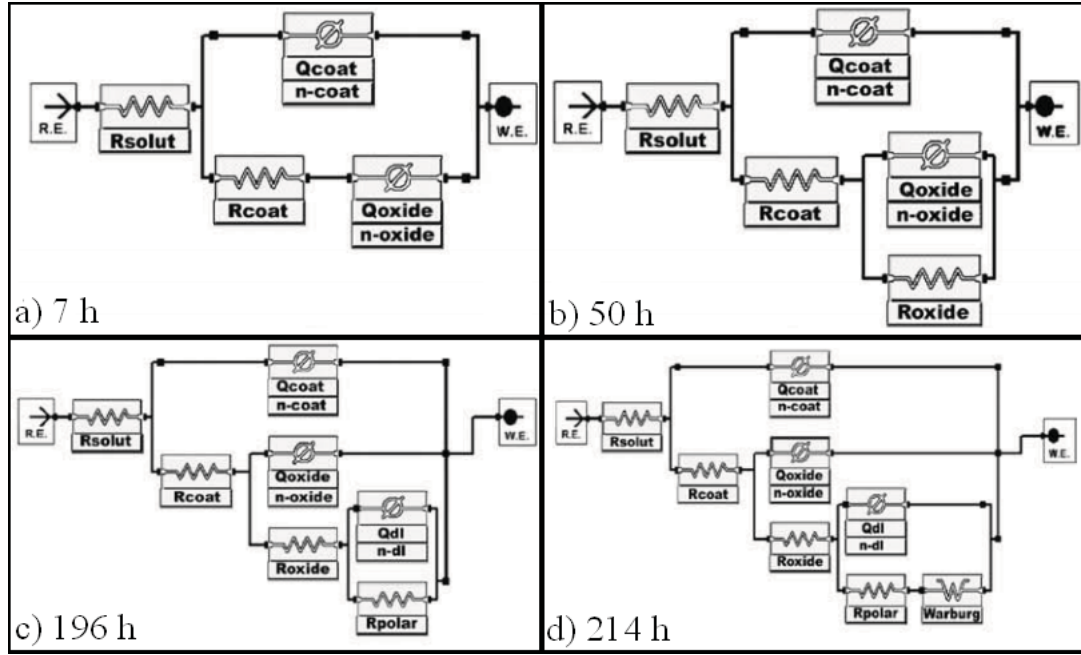 Qcoat
n-coat
R.E.
Rsolut
W.E.
Rcoat
Qoxide
n-oxide
a) 7 h
Qcoat
n-coat
R.E.
Rsolut
W.E.
Rcoat
Qoxide
n-oxide
Roxide
b) 50 h
Qcoat
n-coat
R.E.
Rsolut
W.E.
Rcoat
Qoxide
n-oxide
Roxide
Qdl
n-dl
Rpolar
c) 196 h
Qcoat
n-coat
R.E.
Rsolut
W.E.
Rcoat
Qoxide
n-oxide
Roxide
Qdl
n-dl
Rpolar
W
Warburg
d) 214 h